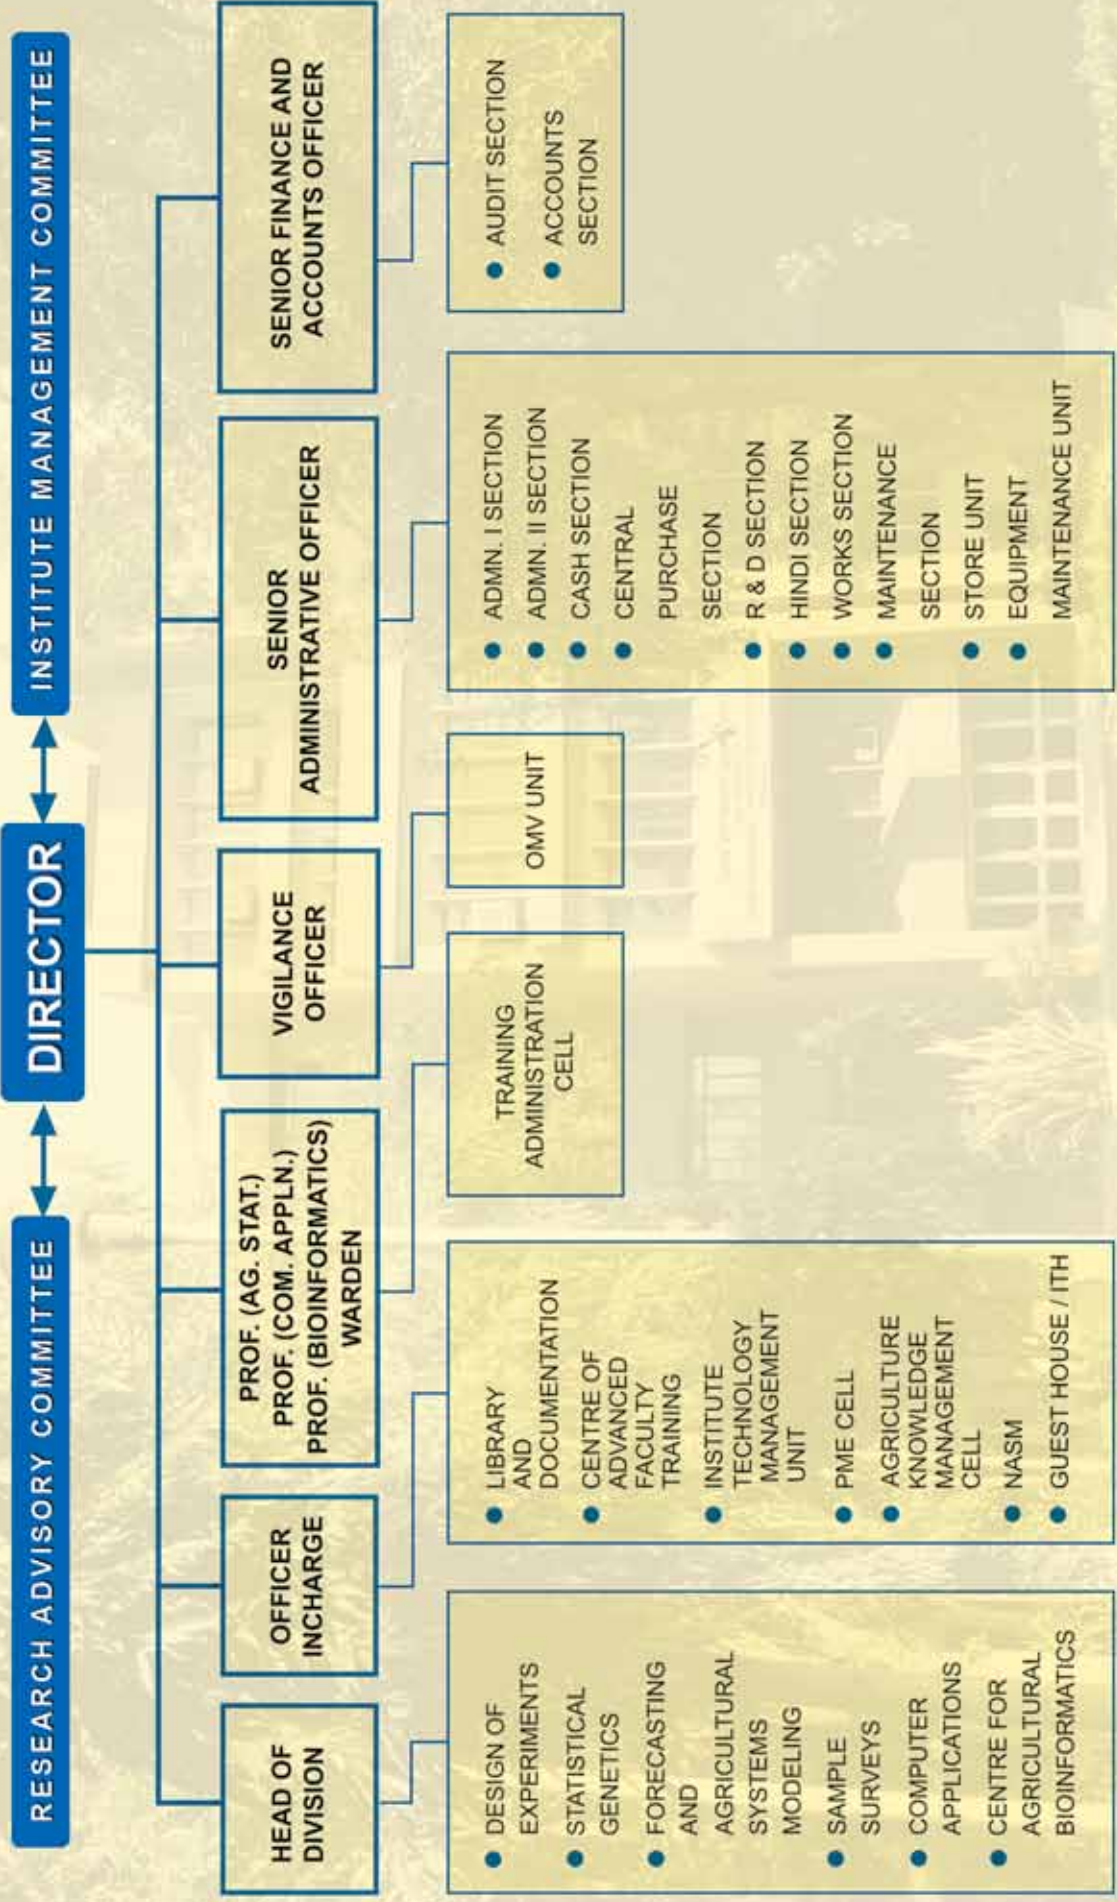 RESEARCH ADVISORY COMMITTEE
DIRECTOR
INSTITUTE MANAGEMENT COMMITTEE
HEAD OF
DIVISION
OFFICER
INCHARGE
PROF. (AG. STAT.)
PROF. (COM. APPLN.)
PROF. (BIOINFORMATICS)
WARDEN
VIGILANCE
OFFICER
SENIOR
ADMINISTRATIVE OFFICER
SENIOR FINANCE AND
ACCOUNTS OFFICER
● DESIGN OF
EXPERIMENTS
● STATISTICAL
GENETICS
● FORECASTING
AND
AGRICULTURAL
SYSTEMS
MODELING
● SAMPLE
SURVEYS
● COMPUTER
APPLICATIONS
● CENTRE FOR
AGRICULTURAL
BIOINFORMATICS
● LIBRARY
AND
DOCUMENTATION
● CENTRE OF
ADVANCED
FACULTY
TRAINING
● INSTITUTE
TECHNOLOGY
MANAGEMENT
UNIT
● PME CELL
● AGRICULTURE
KNOWLEDGE
MANAGEMENT
CELL
● NASM
● GUEST HOUSE / ITH
TRAINING
ADMINISTRATION
CELL
OMV UNIT
● ADMN. I SECTION
● ADMN. II SECTION
● CASH SECTION
● CENTRAL
PURCHASE
SECTION
● R & D SECTION
● HINDI SECTION
● WORKS SECTION
● MAINTENANCE
SECTION
● STORE UNIT
● EQUIPMENT
MAINTENANCE UNIT
● AUDIT SECTION
● ACCOUNTS
SECTION